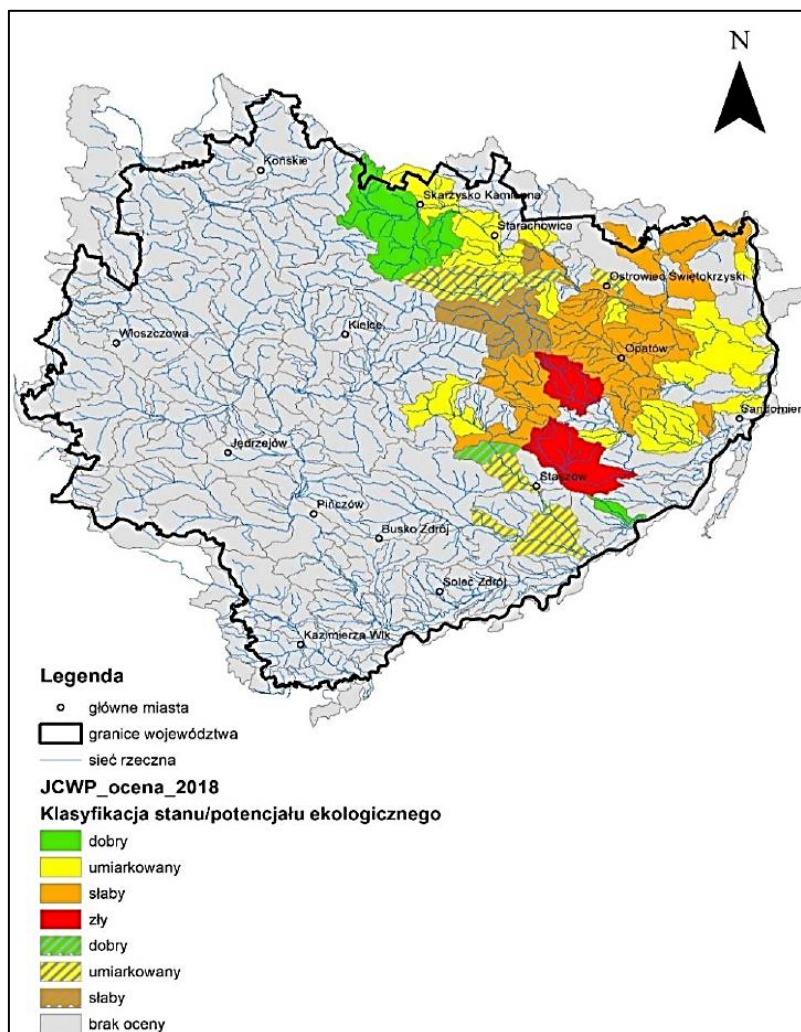 N
Końskie
Skarżysko Kamienna
Starachowice
Ostrowiec Świętokrzyski
Włoszczowa
Kielce
Opatów
Sandomierz
Jędrzejów
Staszów
Pińczów
Busko Zdrój
Solec Zdrój
Kazimierza Wlk.
Legenda
główne miasta
granice województwa
sieć rzeczna
JCWP_ocena_2018
Klasyfikacja stanu/potencjału ekologicznego
dobry
umiarkowany
słaby
zły
dobry
umiarkowany
słaby
brak oceny